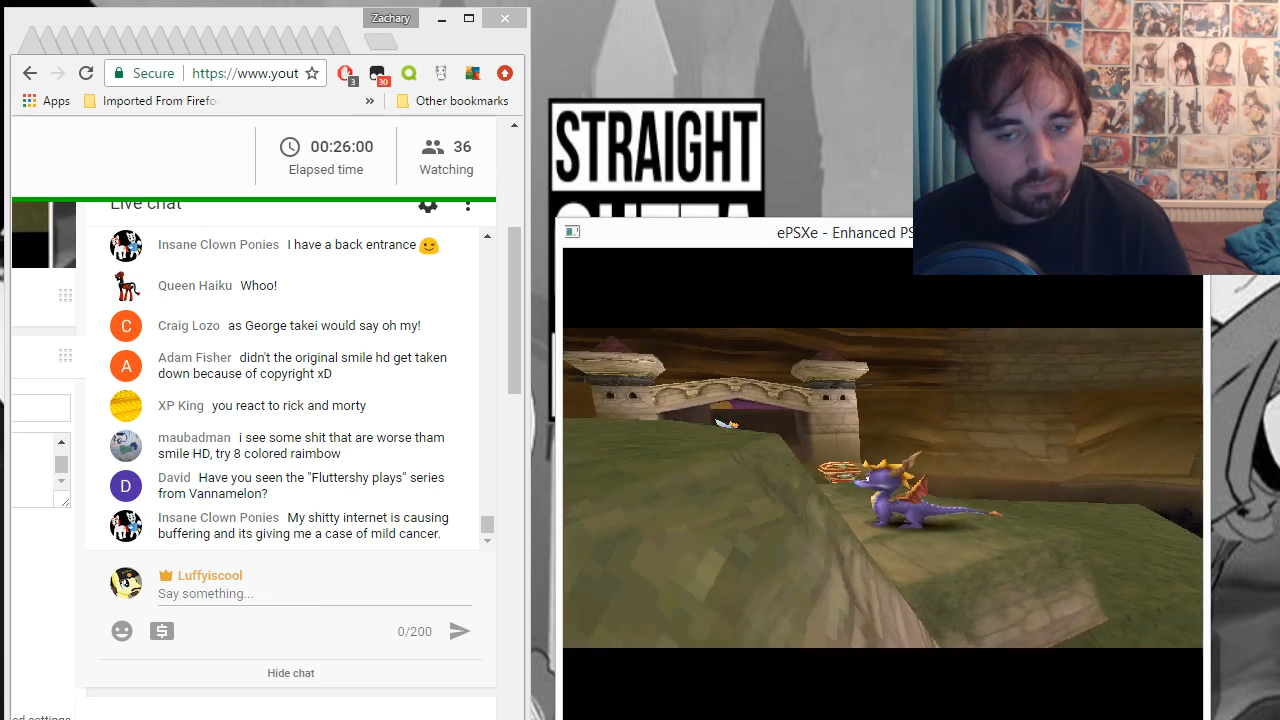 Zachary
Secure
https://www.yout
3
30
Apps
Imported From Firefo
»
Other bookmarks
00:26:00
Elapsed time
36
Watching
Live chat
Insane Clown Ponies I have a back entrance 😉
Queen Haiku Whoo!
C
Craig Lozo as George takei would say oh my!
A
Adam Fisher didn't the original smile hd get taken
down because of copyright xD
XP King you react to rick and morty
maubadman i see some shit that are worse tham
smile HD, try 8 colored raimbow
D
David Have you seen the "Fluttershy plays" series
from Vannamelon?
Insane Clown Ponies My shitty internet is causing
buffering and its giving me a case of mild cancer.
Luffyiscool
Say something...
0/200
Hide chat
STRAIGHT
ePSXe - Enhanced PS